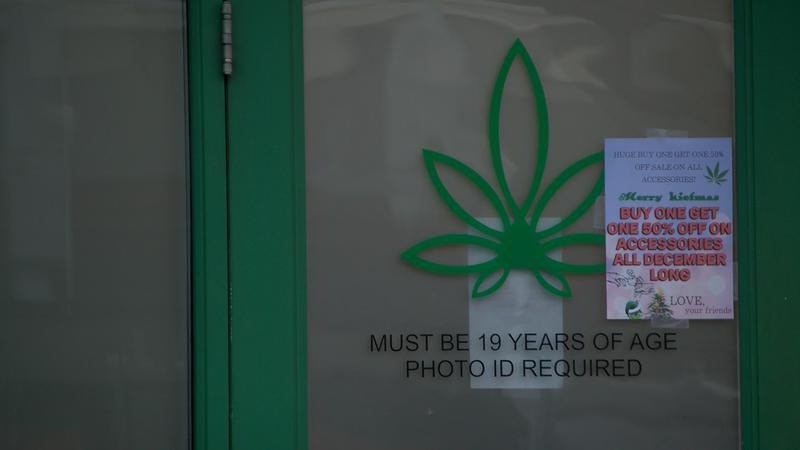 HUGE BUY ONE GET ONE 50%
OFF SALE ON ALL
ACCESSORIES!
Merry kiefmas
BUY ONE GET
ONE 50% OFF ON
ACCESSORIES
ALL DECEMBER
LONG
LOVE,
your friends
MUST BE 19 YEARS OF AGE
PHOTO ID REQUIRED